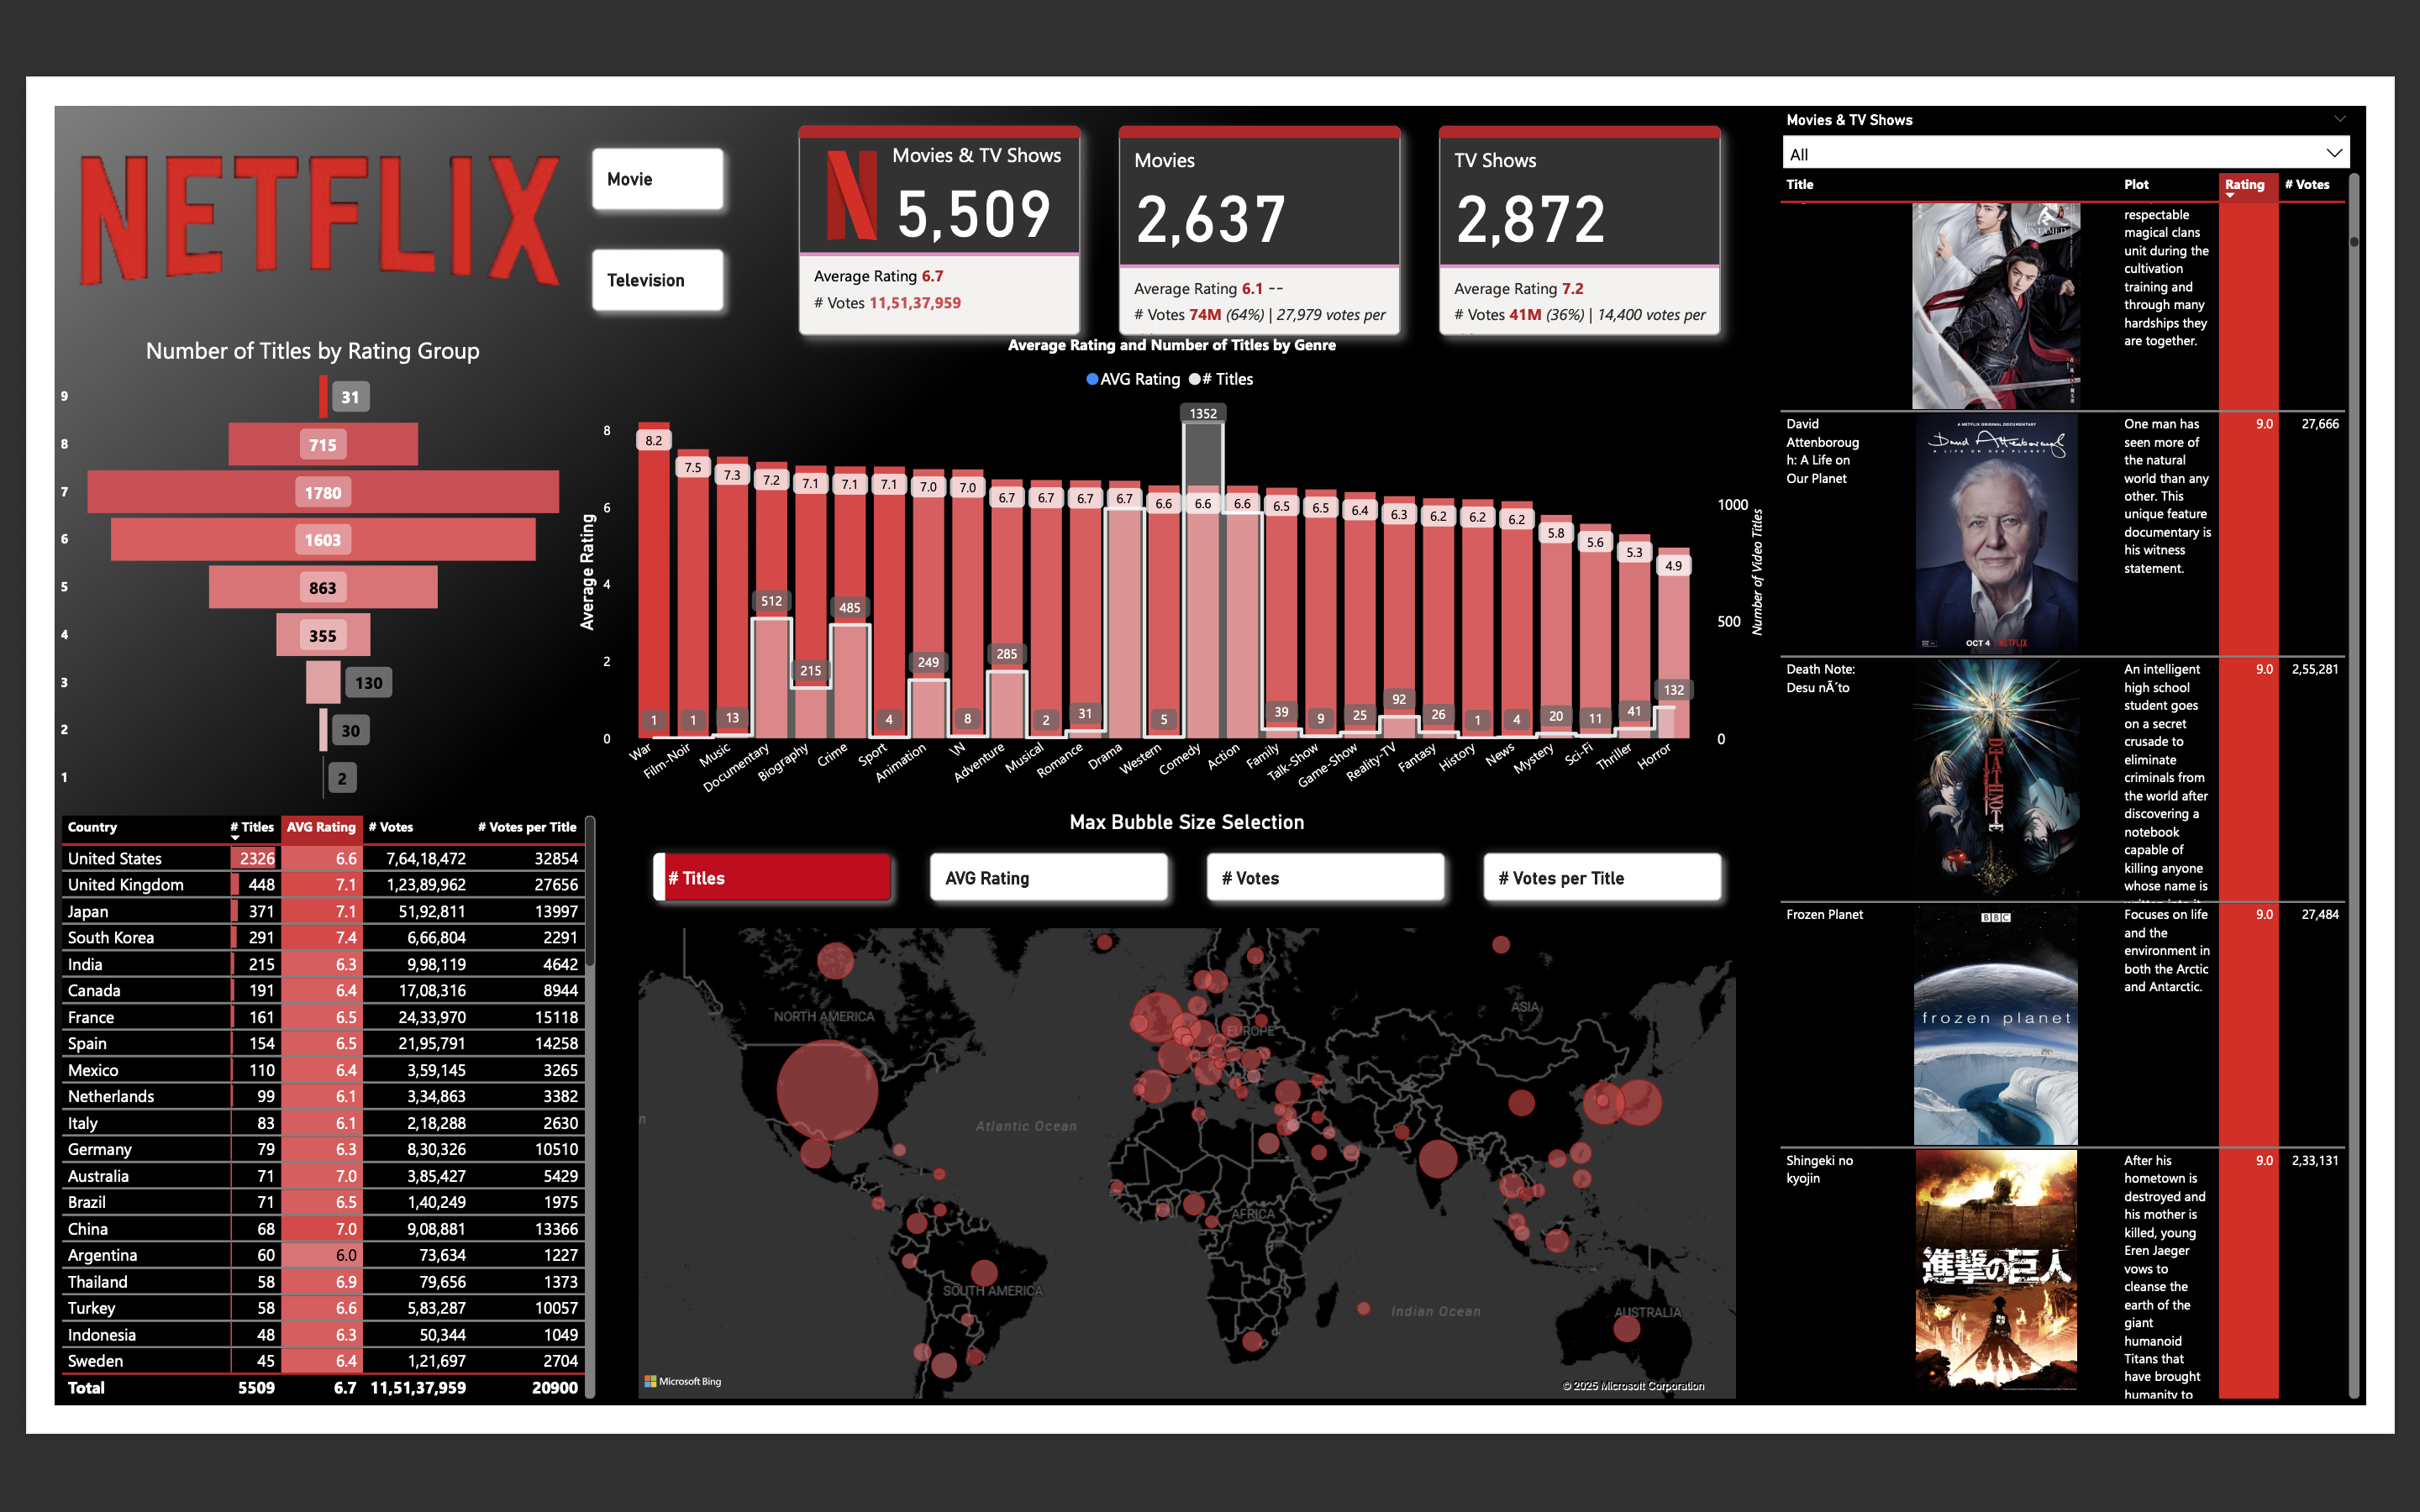 NETFLIX
Movie
Television
Movies & TV Shows
5,509
Average Rating 6.7
# Votes 11,51,37,959
Movies
2,637
Average Rating 6.1 --
# Votes 74M (64%) | 27,979 votes per
TV Shows
2,872
Average Rating 7.2
# Votes 41M (36%) | 14,400 votes per
Number of Titles by Rating Group
9 31
8 715
7 1780
6 1603
5 863
4 355
3 130
2 30
1 2
Average Rating and Number of Titles by Genre
AVG Rating # Titles
Average Rating
8
6
4
2
0
8.2 7.5 7.3 7.2 7.1 7.1 7.1 7.0 7.0 6.7 6.7 6.7 6.7 6.6 6.6 6.6 6.5 6.5 6.4 6.3 6.2 6.2 6.2 5.8 5.6 5.3 4.9
1 1 13 512 215 485 4 249 8 285 2 31 5 1352 39 9 25 92 26 1 4 20 11 41 132
War Film-Noir Music Documentary Biography Crime Sport Animation \N Adventure Musical Romance Drama Western Comedy Action Family Talk-Show Game-Show Reality-TV Fantasy History News Mystery Sci-Fi Thriller Horror
1000
500
0
Number of Video Titles
Country # Titles AVG Rating # Votes # Votes per Title
United States 2326 6.6 7,64,18,472 32854
United Kingdom 448 7.1 1,23,89,962 27656
Japan 371 7.1 51,92,811 13997
South Korea 291 7.4 6,66,804 2291
India 215 6.3 9,98,119 4642
Canada 191 6.4 17,08,316 8944
France 161 6.5 24,33,970 15118
Spain 154 6.5 21,95,791 14258
Mexico 110 6.4 3,59,145 3265
Netherlands 99 6.1 3,34,863 3382
Italy 83 6.1 2,18,288 2630
Germany 79 6.3 8,30,326 10510
Australia 71 7.0 3,85,427 5429
Brazil 71 6.5 1,40,249 1975
China 68 7.0 9,08,881 13366
Argentina 60 6.0 73,634 1227
Thailand 58 6.9 79,656 1373
Turkey 58 6.6 5,83,287 10057
Indonesia 48 6.3 50,344 1049
Sweden 45 6.4 1,21,697 2704
Total 5509 6.7 11,51,37,959 20900
Max Bubble Size Selection
# Titles
AVG Rating
# Votes
# Votes per Title
NORTH AMERICA
EUROPE
ASIA
Atlantic Ocean
AFRICA
SOUTH AMERICA
Indian Ocean
AUSTRALIA
Microsoft Bing
© 2025 Microsoft Corporation
Movies & TV Shows
All
Title Plot Rating # Votes
respectable
magical clans
unit during the
cultivation
training and
through many
hardships they
are together.
UNTAMED
David
Attenboroug
h: A Life on
Our Planet
A NETFLIX ORIGINAL DOCUMENTARY
David Attenborough
A LIFE ON OUR PLANET
OCT 4 | NETFLIX
One man has
seen more of
the natural
world than any
other. This
unique feature
documentary is
his witness
statement.
9.0 27,666
Death Note:
Desu nÃ´to
DEATHNOTE
An intelligent
high school
student goes
on a secret
crusade to
eliminate
criminals from
the world after
discovering a
notebook
capable of
killing anyone
whose name is
written into it
9.0 2,55,281
Frozen Planet
BBC
frozen planet
Focuses on life
and the
environment in
both the Arctic
and Antarctic.
9.0 27,484
Shingeki no
kyojin
進撃の巨人
After his
hometown is
destroyed and
his mother is
killed, young
Eren Jaeger
vows to
cleanse the
earth of the
giant
humanoid
Titans that
have brought
humanity to
9.0 2,33,131